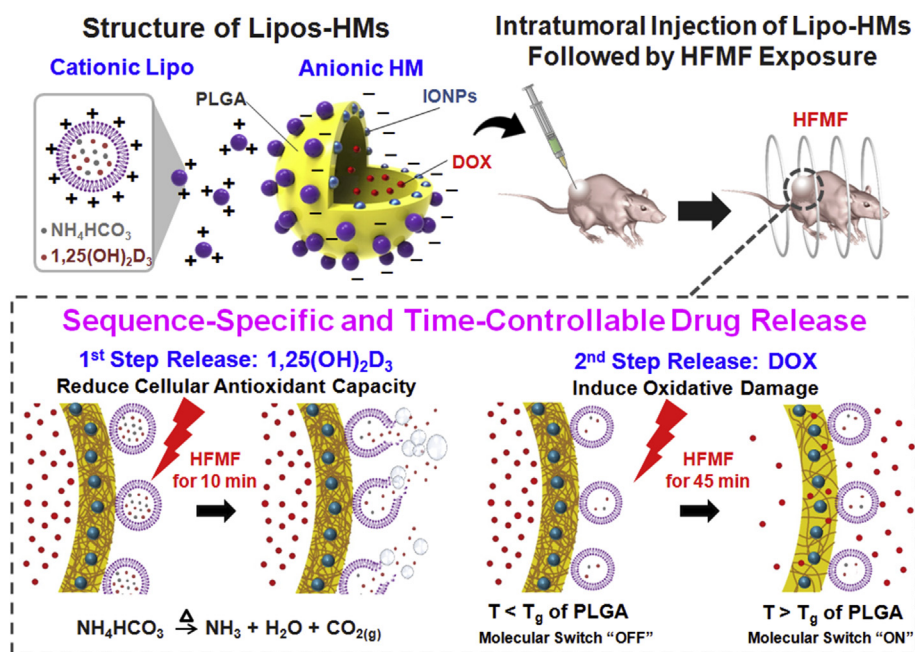 Structure of Lipos-HMs
Cationic Lipo
Anionic HM
PLGA
IONPs
DOX
NH₄HCO₃
1,25(OH)₂D₃
Intratumoral Injection of Lipo-HMs
Followed by HFMF Exposure
HFMF
Sequence-Specific and Time-Controllable Drug Release
1st Step Release: 1,25(OH)₂D₃
Reduce Cellular Antioxidant Capacity
HFMF
for 10 min
NH₄HCO₃ →Δ NH₃ + H₂O + CO₂(g)
2nd Step Release: DOX
Induce Oxidative Damage
HFMF
for 45 min
T < Tg of PLGA
Molecular Switch “OFF”
T > Tg of PLGA
Molecular Switch “ON”